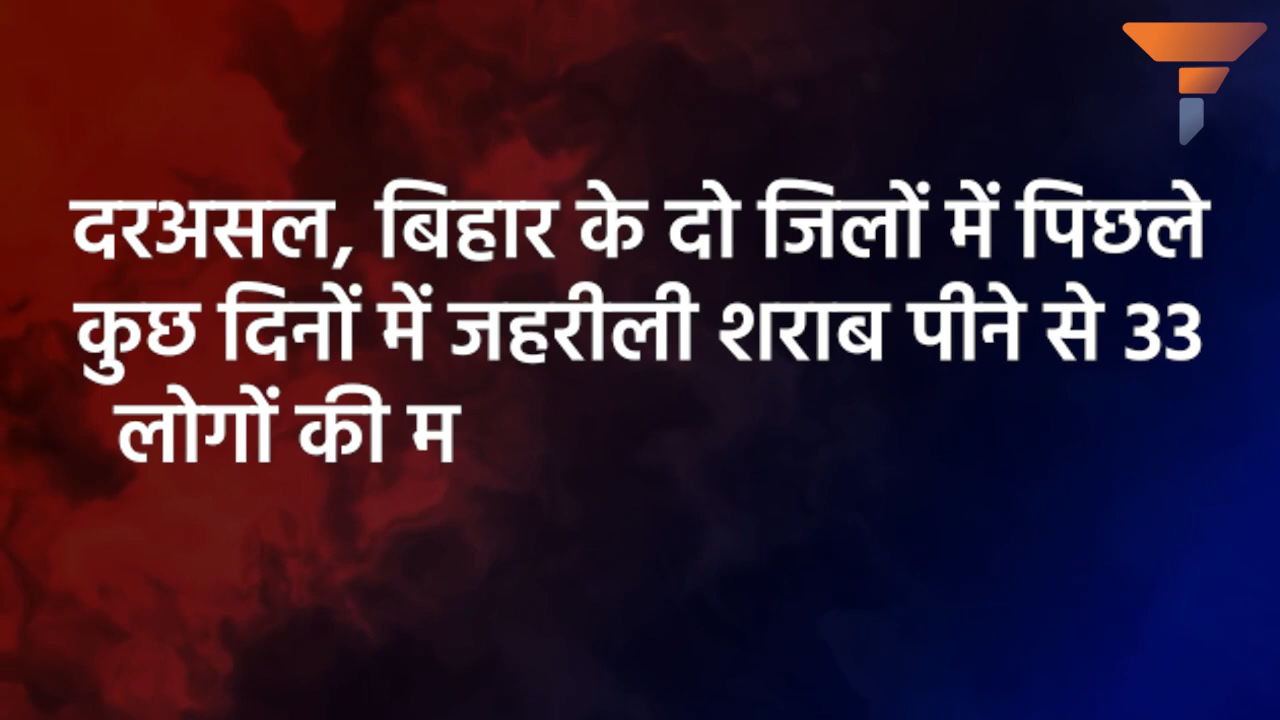 दरअसल, बिहार के दो जिलों में पिछले
कुछ दिनों में जहरीली शराब पीने से 33
लोगों की म